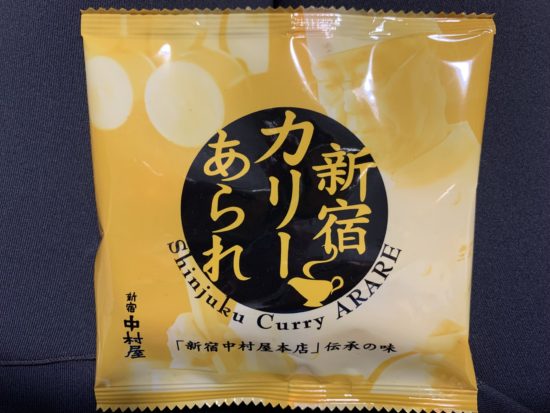 新宿
カリー
あられ
Shinjuku Curry ARARE
新宿
中村屋
「新宿中村屋本店」伝承の味